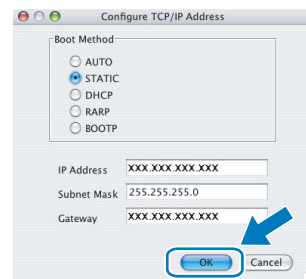 Configure TCP/IP Address
Boot Method
AUTO
STATIC
DHCP
RARP
BOOTP
IP Address XXX.XXX.XXX.XXX
Subnet Mask 255.255.255.0
Gateway XXX.XXX.XXX.XXX
OK Cancel